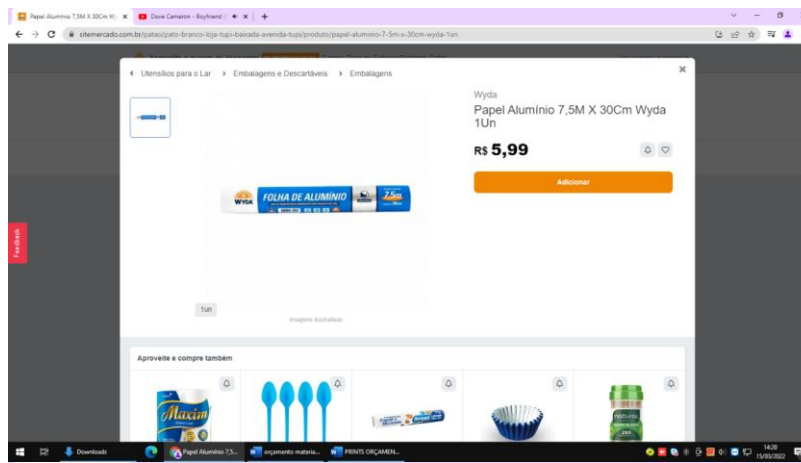 Papel Alumínio 7,5M X 30Cm W
Dove Cameron - Boyfriend
sitemercado.com.br/patao/pato-branco-loja-tupi-baixada-avenida-tupi/produto/papel-aluminio-7-5m-x-30cm-wyda-1un
Utensílios para o Lar > Embalagens e Descartáveis > Embalagens
Wyda
Papel Alumínio 7,5M X 30Cm Wyda
1Un
R$ 5,99
Adicionar
WYDA
FOLHA DE ALUMÍNIO
7,5m
Feedback
1un
Imagens ilustrativas
Aproveite e compre também
Maxim
natural
Downloads
Papel Alumínio 7,5...
orçamento materia...
PRINTS ORÇAMEN...
14:20
15/03/2022